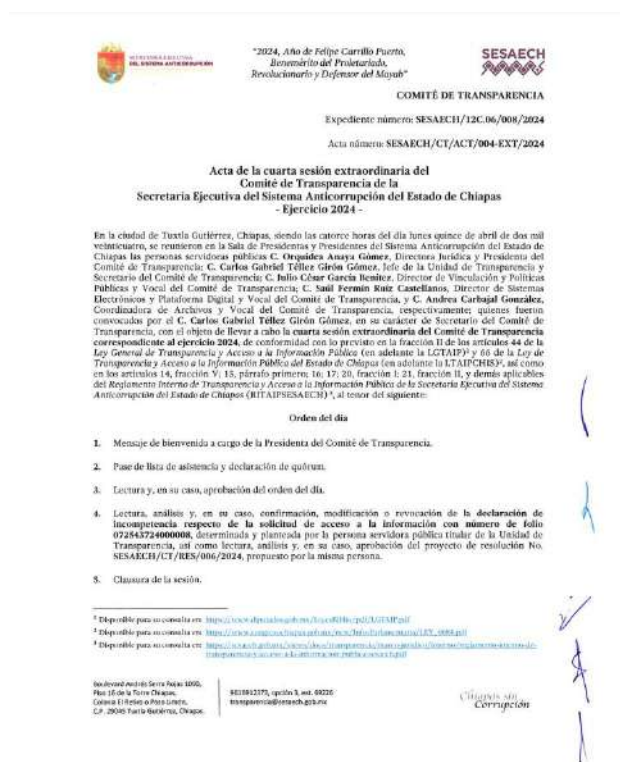 SECRETARÍA EJECUTIVA
DEL SISTEMA ANTICORRUPCIÓN
"2024, Año de Felipe Carrillo Puerto,
Benemérito del Proletariado,
Revolucionario y Defensor del Mayab"
SESAECH
COMITÉ DE TRANSPARENCIA
Expediente número: SESAECH/12C.06/008/2024
Acta número: SESAECH/CT/ACT/004-EXT/2024
Acta de la cuarta sesión extraordinaria del
Comité de Transparencia de la
Secretaría Ejecutiva del Sistema Anticorrupción del Estado de Chiapas
- Ejercicio 2024 -
En la ciudad de Tuxtla Gutiérrez, Chiapas, siendo las catorce horas del día lunes quince de abril de dos mil
veinticuatro, se reunieron en la Sala de Presidentas y Presidentes del Sistema Anticorrupción del Estado de
Chiapas las personas servidoras públicas C. Orquídea Anaya Gómez, Directora Jurídica y Presidenta del
Comité de Transparencia; C. Carlos Gabriel Téllez Girón Gómez, Jefe de la Unidad de Transparencia y
Secretario del Comité de Transparencia; C. Julio César García Benítez, Director de Vinculación y Políticas
Públicas y Vocal del Comité de Transparencia; C. Saúl Fermín Ruiz Castellanos, Director de Sistemas
Electrónicos y Plataforma Digital y Vocal del Comité de Transparencia, y C. Andrea Carbajal González,
Coordinadora de Archivos y Vocal del Comité de Transparencia, respectivamente; quienes fueron
convocadas por el C. Carlos Gabriel Téllez Girón Gómez, en su carácter de Secretario del Comité de
Transparencia, con el objeto de llevar a cabo la cuarta sesión extraordinaria del Comité de Transparencia
correspondiente al ejercicio 2024, de conformidad con lo previsto en la fracción II de los artículos 44 de la
Ley General de Transparencia y Acceso a la Información Pública (en adelante la LGTAIP)¹ y 66 de la Ley de
Transparencia y Acceso a la Información Pública del Estado de Chiapas (en adelante la LTAIPCHIS)², así como
en los artículos 14, fracción V; 15, párrafo primero; 16; 17; 20, fracción I; 21, fracción II, y demás aplicables
del Reglamento Interno de Transparencia y Acceso a la Información Pública de la Secretaría Ejecutiva del Sistema
Anticorrupción del Estado de Chiapas (RITAIPSESAECH) ³, al tenor del siguiente:
Orden del día
1. Mensaje de bienvenida a cargo de la Presidenta del Comité de Transparencia.
2. Pase de lista de asistencia y declaración de quórum.
3. Lectura y, en su caso, aprobación del orden del día.
4. Lectura, análisis y, en su caso, confirmación, modificación o revocación de la declaración de
incompetencia respecto de la solicitud de acceso a la información con número de folio
072543724000008, determinada y planteada por la persona servidora pública titular de la Unidad de
Transparencia, así como lectura, análisis y, en su caso, aprobación del proyecto de resolución No.
SESAECH/CT/RES/006/2024, propuesto por la misma persona.
5. Clausura de la sesión.
¹ Disponible para su consulta en: https://www.diputados.gob.mx/LeyesBiblio/pdf/LGTAIP.pdf
² Disponible para su consulta en:
³ Disponible para su consulta en:
Boulevard Andrés Serra Rojas 1090,
Piso 16 de la Torre Chiapas,
Colonia El Retiro o Paso Limón,
C.P. 29045 Tuxtla Gutiérrez, Chiapas.
9616912375, opción 3, ext. 69226
transparencia@sesaech.gob.mx
Chiapas sin
Corrupción